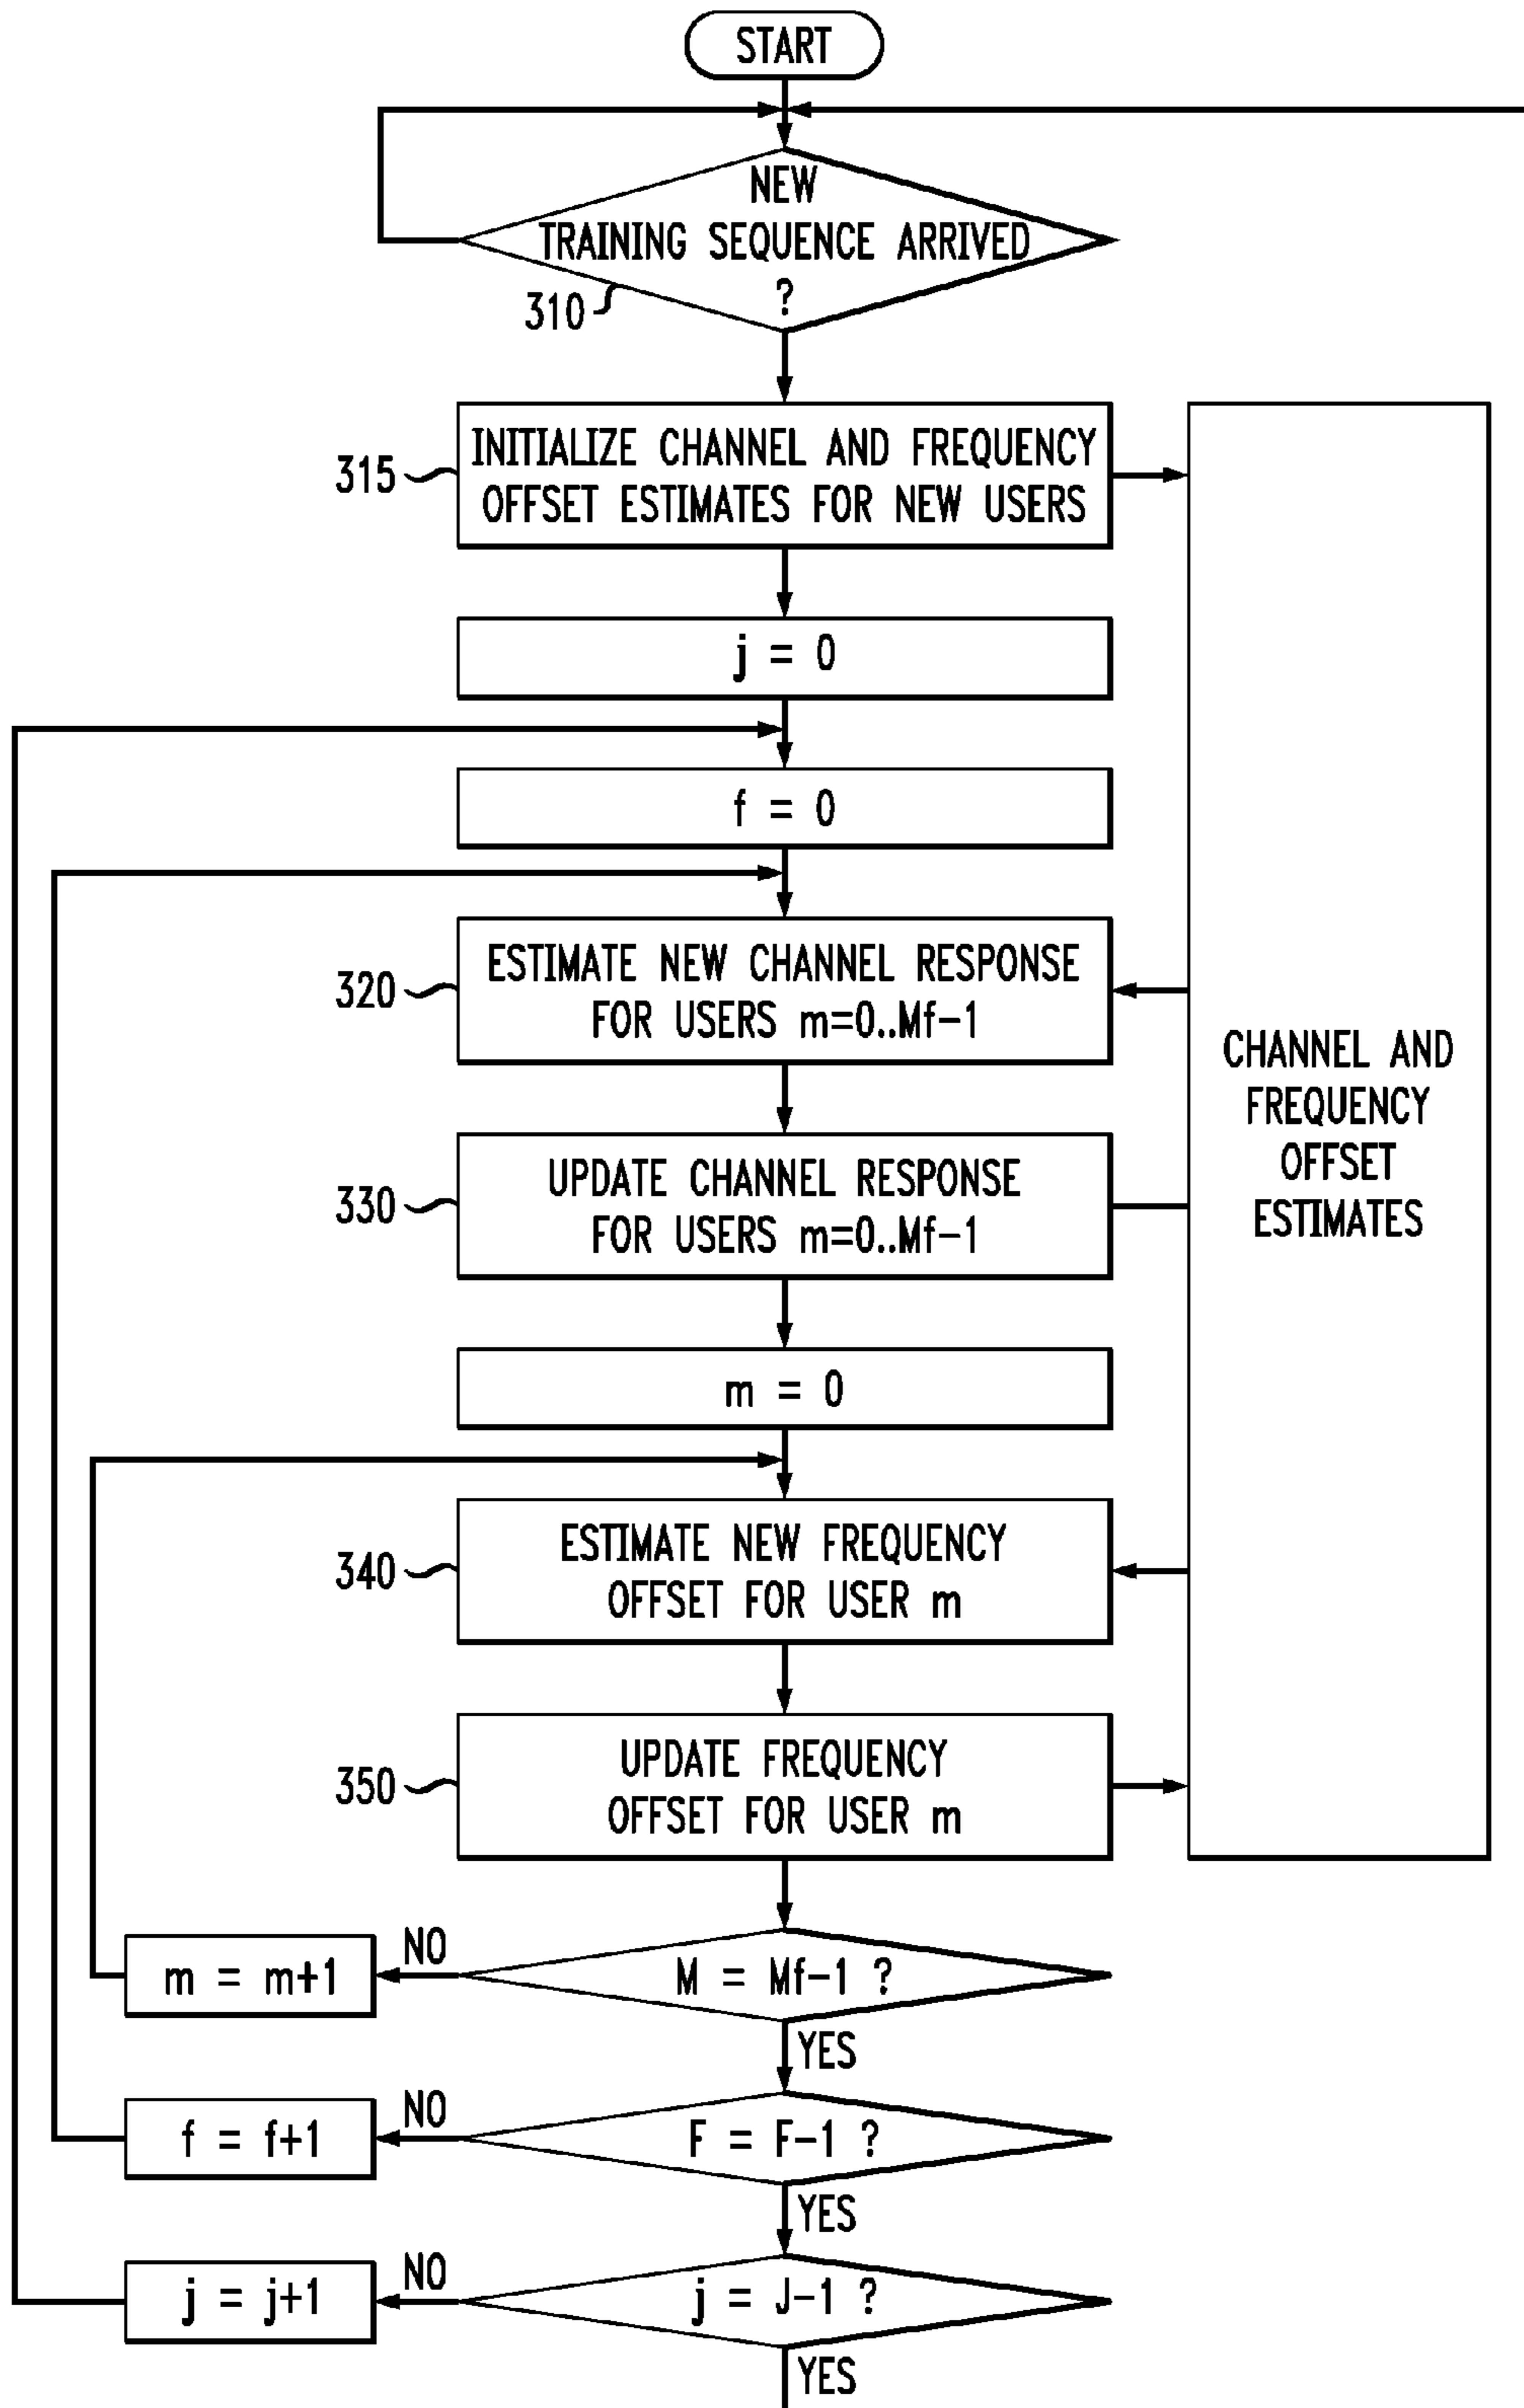 START
NEW
TRAINING SEQUENCE ARRIVED
?
310
315
INITIALIZE CHANNEL AND FREQUENCY
OFFSET ESTIMATES FOR NEW USERS
j = 0
f = 0
320
ESTIMATE NEW CHANNEL RESPONSE
FOR USERS m=0..Mf-1
CHANNEL AND
FREQUENCY
OFFSET
ESTIMATES
330
UPDATE CHANNEL RESPONSE
FOR USERS m=0..Mf-1
m = 0
340
ESTIMATE NEW FREQUENCY
OFFSET FOR USER m
350
UPDATE FREQUENCY
OFFSET FOR USER m
m = m+1
NO
M = Mf-1 ?
YES
f = f+1
NO
F = F-1 ?
YES
j = j+1
NO
j = J-1 ?
YES